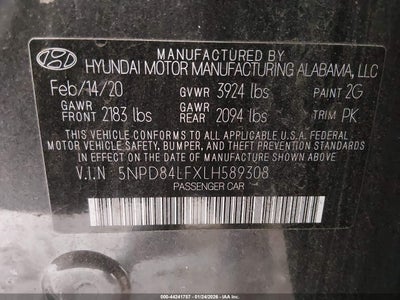 MANUFACTURED BY
HYUNDAI MOTOR MANUFACTURING ALABAMA, LLC
Feb/14/20 GVWR 3924 lbs PAINT 2G
GAWR FRONT 2183 lbs GAWR REAR 2094 lbs TRIM PK
THIS VEHICLE CONFORMS TO ALL APPLICABLE U.S.A. FEDERAL
MOTOR VEHICLE SAFETY, BUMPER, AND THEFT PREVENTION STANDARDS
IN EFFECT ON THE DATE OF MANUFACTURE SHOWN ABOVE.
V.I.N 5NPD84LFXLH589308
PASSENGER CAR
000-44241757 - 01/24/2026 - IAA Inc.